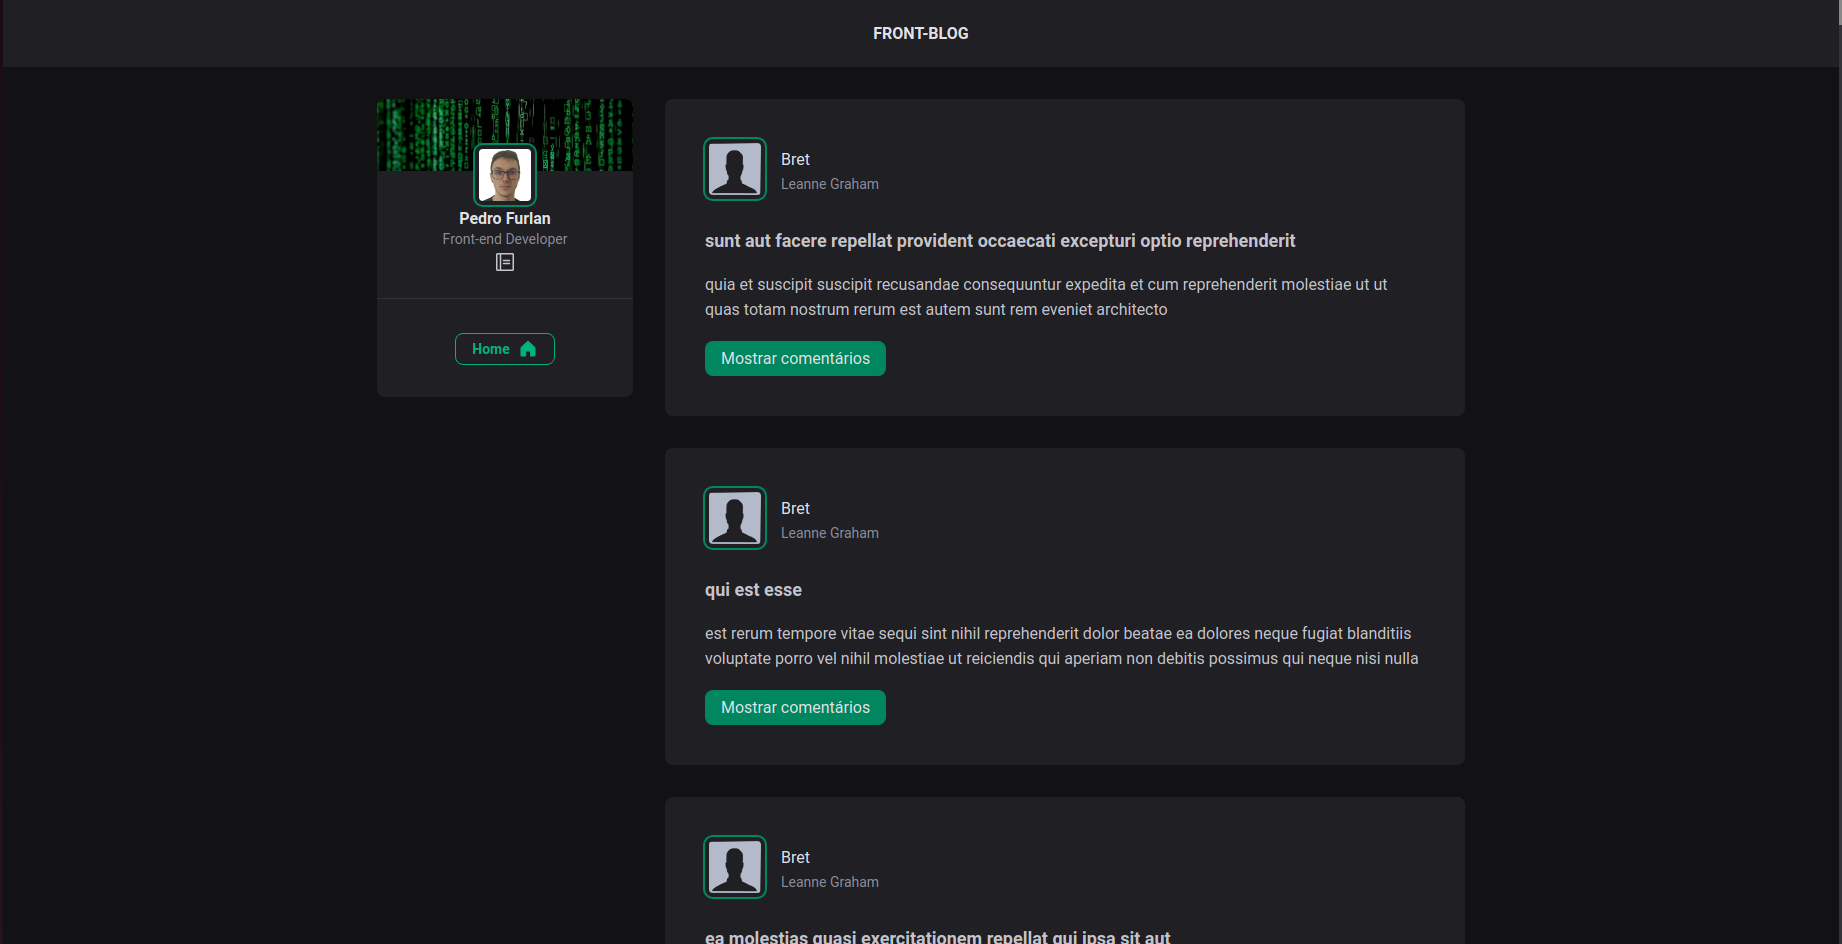 FRONT-BLOG
Pedro Furlan
Front-end Developer
Home
Bret
Leanne Graham
sunt aut facere repellat provident occaecati excepturi optio reprehenderit
quia et suscipit suscipit recusandae consequuntur expedita et cum reprehenderit molestiae ut ut
quas totam nostrum rerum est autem sunt rem eveniet architecto
Mostrar comentários
Bret
Leanne Graham
qui est esse
est rerum tempore vitae sequi sint nihil reprehenderit dolor beatae ea dolores neque fugiat blanditiis
voluptate porro vel nihil molestiae ut reiciendis qui aperiam non debitis possimus qui neque nisi nulla
Mostrar comentários
Bret
Leanne Graham
ea molestias quasi exercitationem repellat qui ipsa sit aut